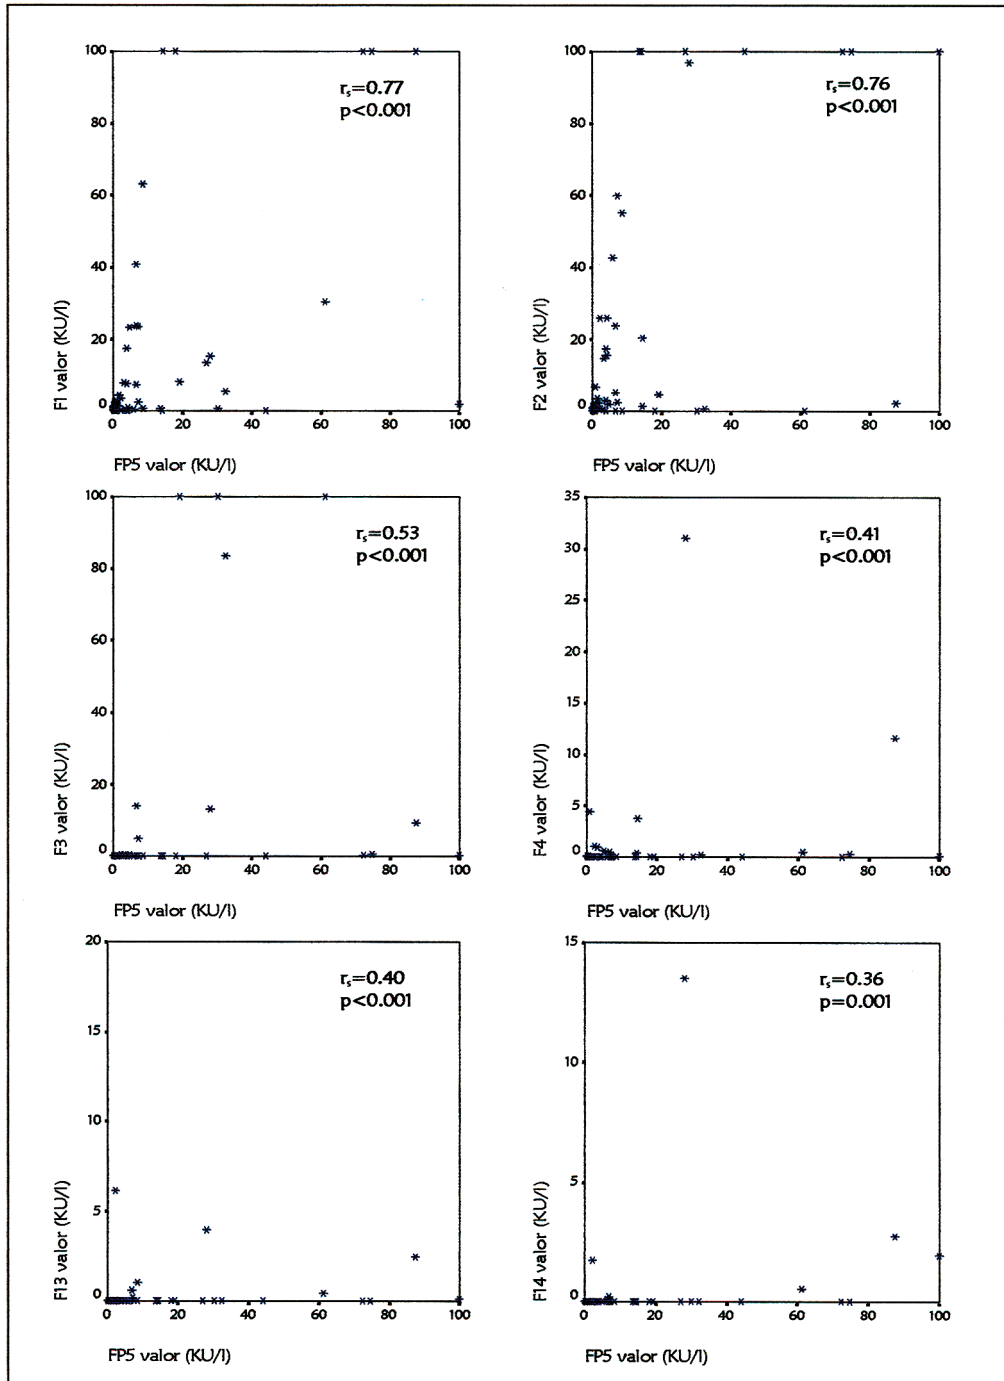 100
80
60
40
20
0
F1 valor (KU/l)
rs=0.77
p<0.001
0 20 40 60 80 100
FP5 valor (KU/l)
100
80
60
40
20
0
F2 valor (KU/l)
rs=0.76
p<0.001
0 20 40 60 80 100
FP5 valor (KU/l)
100
80
60
40
20
0
F3 valor (KU/l)
rs=0.53
p<0.001
0 20 40 60 80 100
FP5 valor (KU/l)
35
30
25
20
15
10
5
0
F4 valor (KU/l)
rs=0.41
p<0.001
0 20 40 60 80 100
FP5 valor (KU/l)
20
15
10
5
0
F13 valor (KU/l)
rs=0.40
p<0.001
0 20 40 60 80 100
FP5 valor (KU/l)
15
10
5
0
F14 valor (KU/l)
rs=0.36
p=0.001
0 20 40 60 80 100
FP5 valor (KU/l)